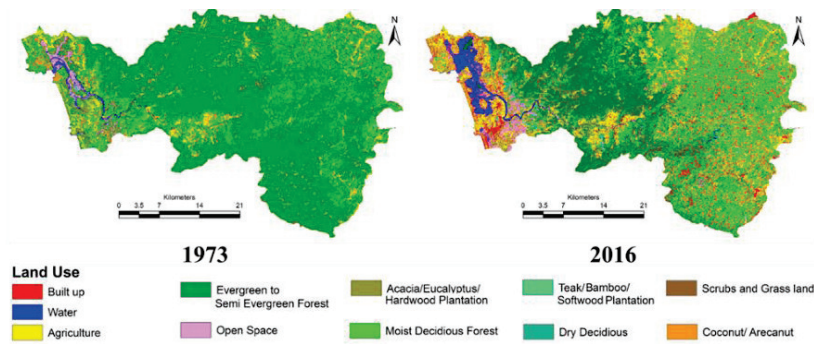 N
N
Kilometers
0 3.5 7 14 21
Kilometers
0 3.5 7 14 21
1973
2016
Land Use
Built up
Water
Agriculture
Evergreen to
Semi Evergreen Forest
Open Space
Acacia/Eucalyptus/
Hardwood Plantation
Moist Decidious Forest
Teak/Bamboo/
Softwood Plantation
Dry Decidious
Scrubs and Grass land
Coconut/ Arecanut